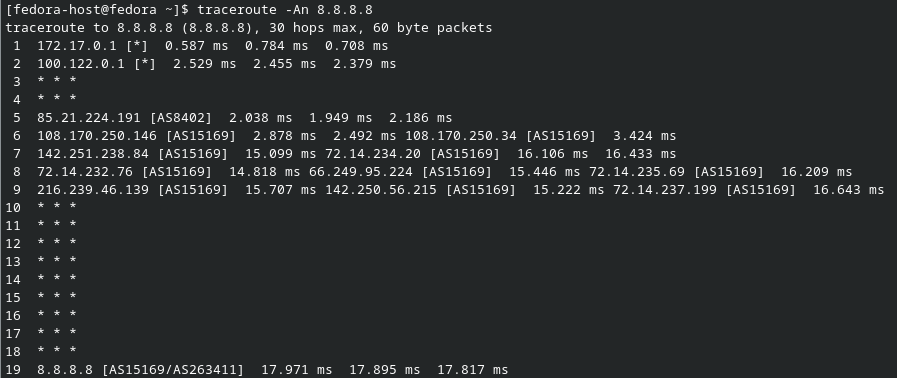 [fedora-host@fedora ~]$ traceroute -An 8.8.8.8
traceroute to 8.8.8.8 (8.8.8.8), 30 hops max, 60 byte packets
 1  172.17.0.1 [*]  0.587 ms  0.784 ms  0.708 ms
 2  100.122.0.1 [*]  2.529 ms  2.455 ms  2.379 ms
 3  * * *
 4  * * *
 5  85.21.224.191 [AS8402]  2.038 ms  1.949 ms  2.186 ms
 6  108.170.250.146 [AS15169]  2.878 ms  2.492 ms 108.170.250.34 [AS15169]  3.424 ms
 7  142.251.238.84 [AS15169]  15.099 ms 72.14.234.20 [AS15169]  16.106 ms  16.433 ms
 8  72.14.232.76 [AS15169]  14.818 ms 66.249.95.224 [AS15169]  15.446 ms 72.14.235.69 [AS15169]  16.209 ms
 9  216.239.46.139 [AS15169]  15.707 ms 142.250.56.215 [AS15169]  15.222 ms 72.14.237.199 [AS15169]  16.643 ms
10  * * *
11  * * *
12  * * *
13  * * *
14  * * *
15  * * *
16  * * *
17  * * *
18  * * *
19  8.8.8.8 [AS15169/AS263411]  17.971 ms  17.895 ms  17.817 ms